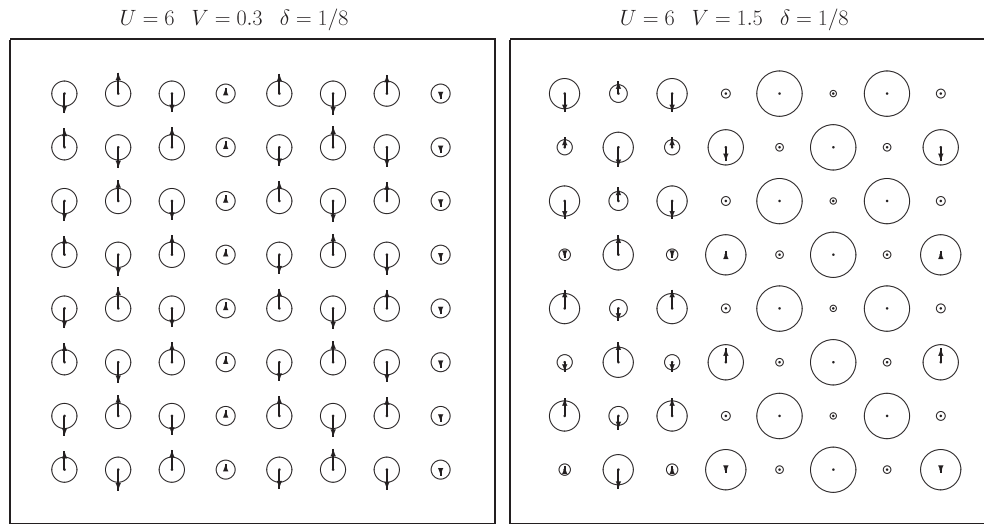 U = 6 V = 0.3 δ = 1/8
U = 6 V = 1.5 δ = 1/8